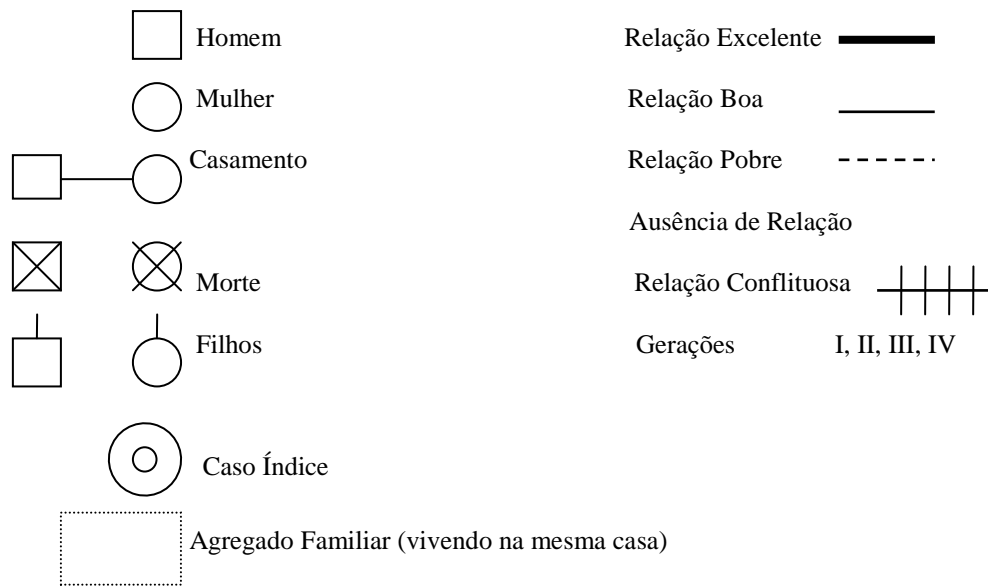 Homem
Mulher
Casamento
Morte
Filhos
Caso Índice
Agregado Familiar (vivendo na mesma casa)
Relação Excelente
Relação Boa
Relação Pobre
Ausência de Relação
Relação Conflituosa
Gerações I, II, III, IV